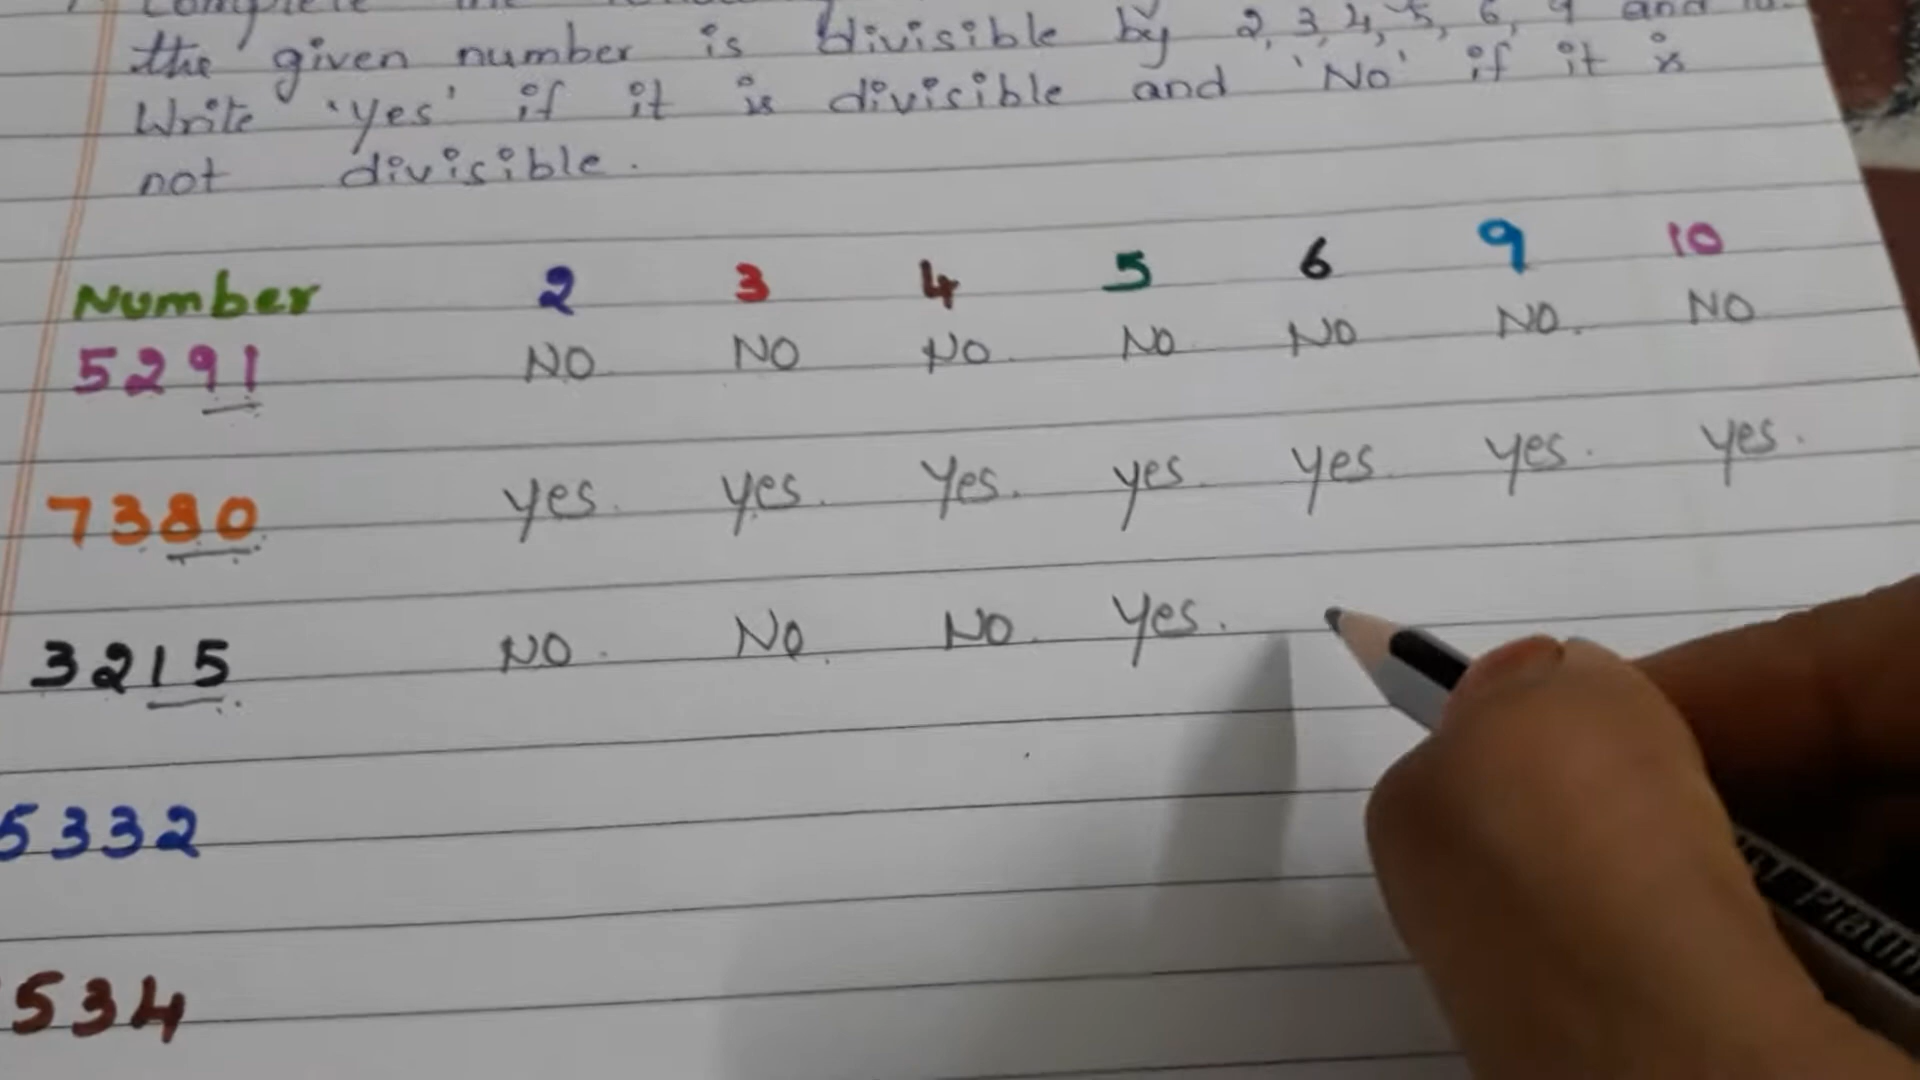 Complete the
the given number is divisible by 2, 3, 4, 5, 6, 9 and 10.
Write 'yes' if it is divisible and 'No' if it is
not divisible.
Number 2 3 4 5 6 9 10
5291 NO NO NO. NO NO NO. NO
7380 yes. yes. yes. yes. yes yes. yes.
3215 NO. No. No. Yes.
5332
534